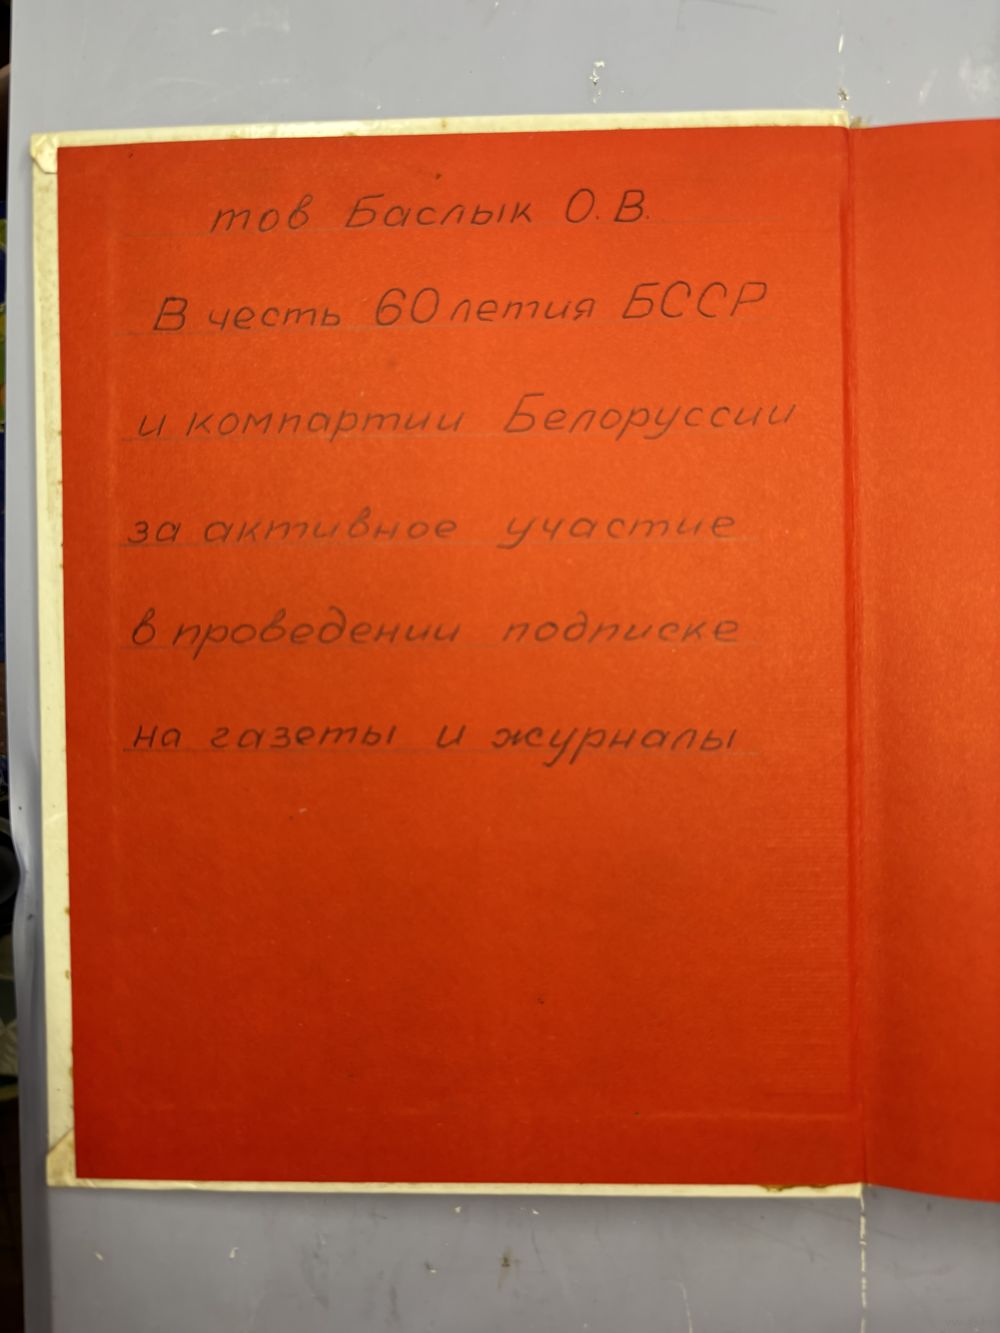 тов Баслык О. В.
В честь 60 летия БССР
и компартии Белоруссии
за активное участие
в проведении подписке
на газеты и журналы